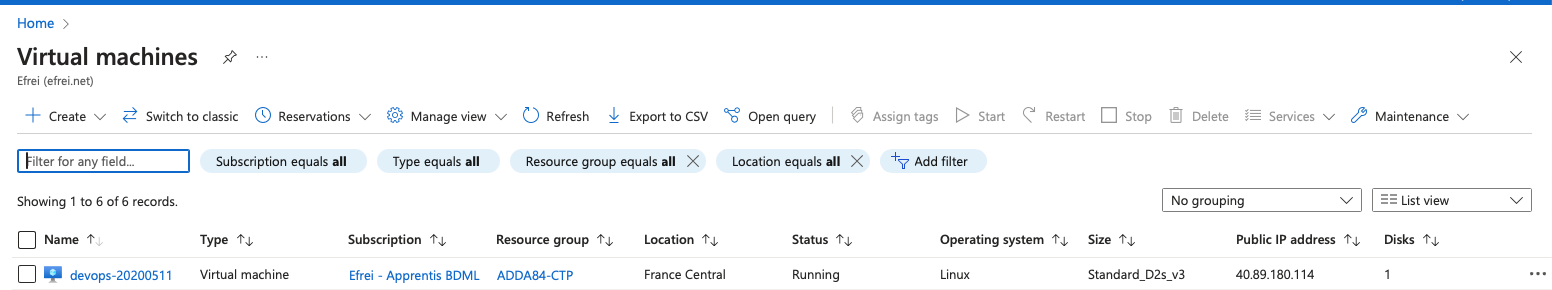 Home
Virtual machines
Efrei (efrei.net)
Create Switch to classic Reservations Manage view Refresh Export to CSV Open query Assign tags Start Restart Stop Delete Services Maintenance
Filter for any field... Subscription equals all Type equals all Resource group equals all Location equals all Add filter
Showing 1 to 6 of 6 records. No grouping List view
Name Type Subscription Resource group Location Status Operating system Size Public IP address Disks
devops-20200511 Virtual machine Efrei - Apprentis BDML ADDA84-CTP France Central Running Linux Standard_D2s_v3 40.89.180.114 1